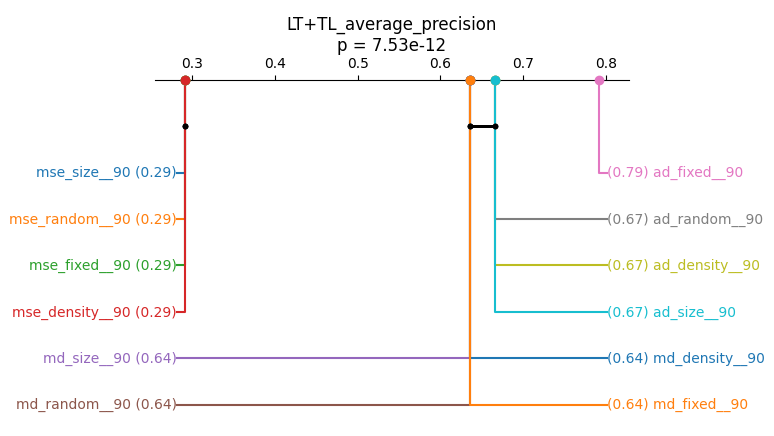 LT+TL_average_precision
p = 7.53e-12
0.3 0.4 0.5 0.6 0.7 0.8
mse_size__90 (0.29) (0.79) ad_fixed__90
mse_random__90 (0.29) (0.67) ad_random__90
mse_fixed__90 (0.29) (0.67) ad_density__90
mse_density__90 (0.29) (0.67) ad_size__90
md_size__90 (0.64) (0.64) md_density__90
md_random__90 (0.64) (0.64) md_fixed__90